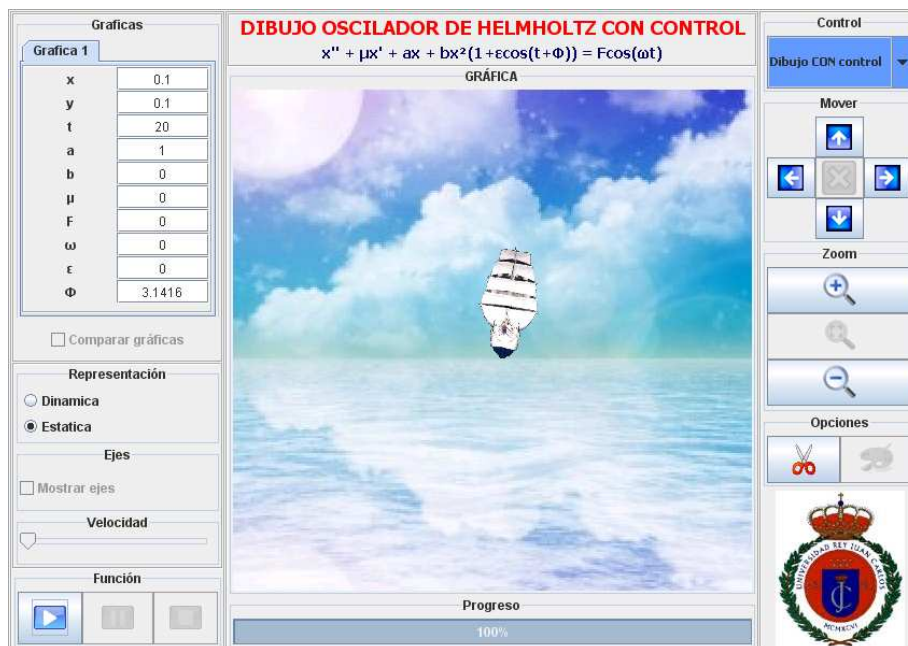 Graficas
Grafica 1
x 0.1
y 0.1
t 20
a 1
b 0
μ 0
F 0
ω 0
ε 0
Φ 3.1416
Comparar gráficas
Representación
Dinamica
Estatica
Ejes
Mostrar ejes
Velocidad
Función
DIBUJO OSCILADOR DE HELMHOLTZ CON CONTROL
x'' + μx' + ax + bx²(1+εcos(t+Φ)) = Fcos(ωt)
GRÁFICA
Progreso
100%
Control
Dibujo CON control
Mover
Zoom
Opciones
UNIVERSIDAD REY JUAN CARLOS
MCMXCVI